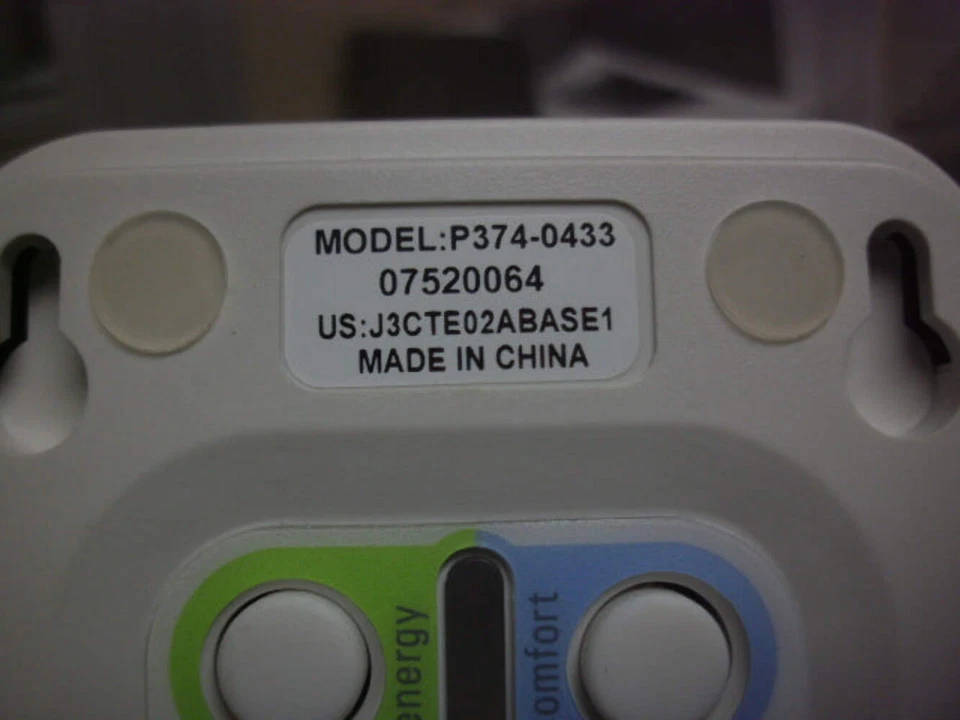 MODEL:P374-0433
07520064
US:J3CTE02ABASE1
MADE IN CHINA
energy
omfort